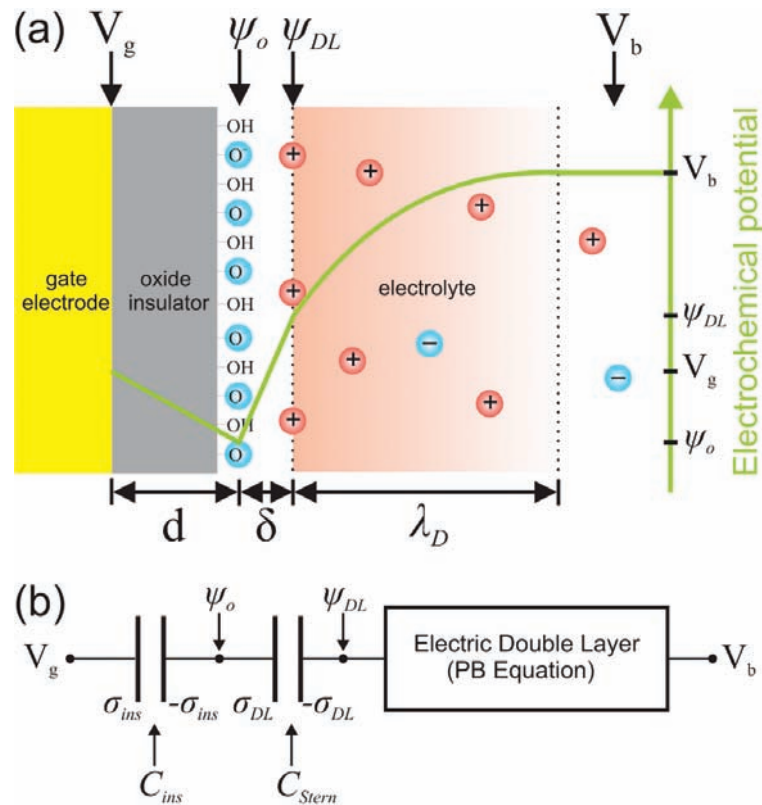 (a)
V_g
ψ_o
ψ_DL
V_b
OH
O⁻
OH
O
OH
O
OH
O
OH
O
OH
O
gate
electrode
oxide
insulator
electrolyte
+
+
+
+
+
−
+
+
+
−
V_b
ψ_DL
V_g
ψ_o
Electrochemical potential
d
δ
λ_D
(b)
V_g
ψ_o
ψ_DL
Electric Double Layer
(PB Equation)
V_b
σ_ins
-σ_ins
σ_DL
-σ_DL
C_ins
C_Stern